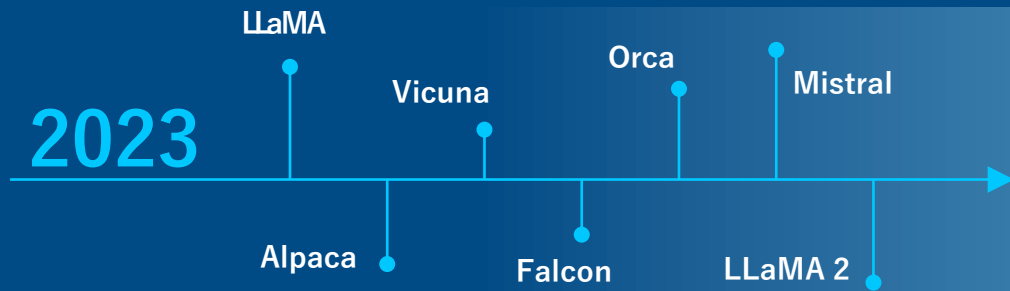 LLaMA
Orca
Mistral
Vicuna
2023
Alpaca
Falcon
LLaMA 2